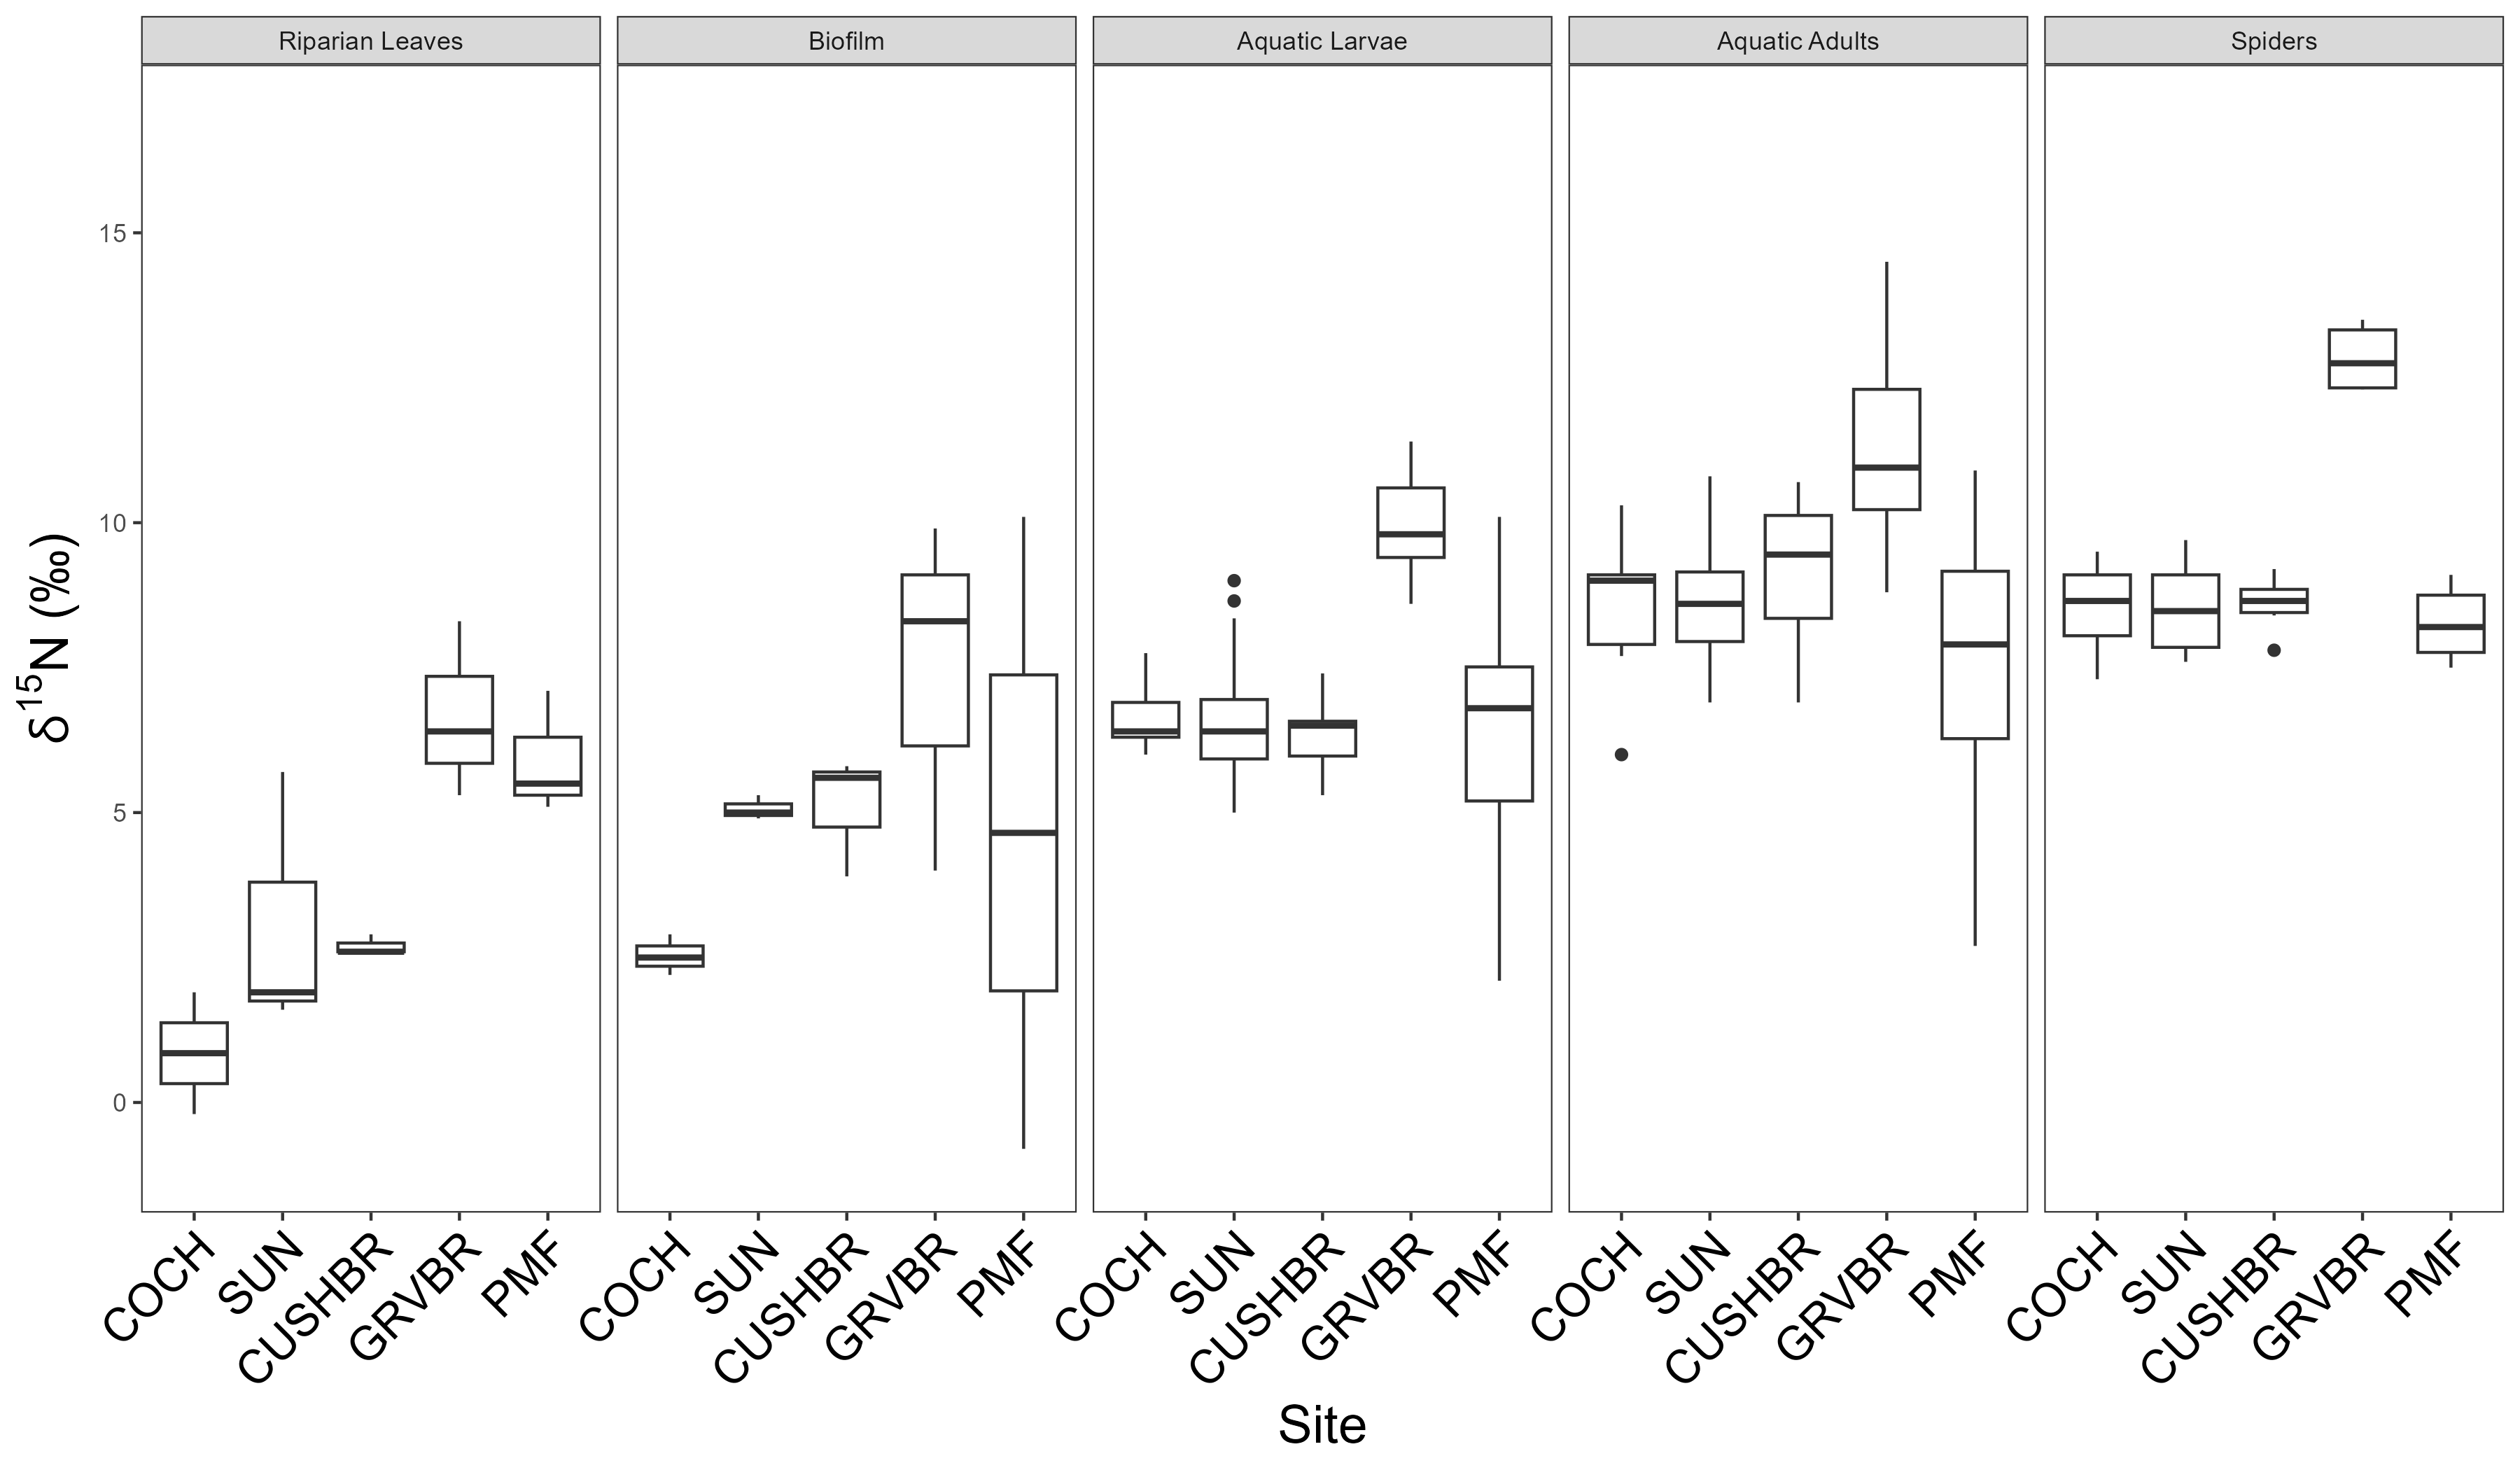 Riparian Leaves
Biofilm
Aquatic Larvae
Aquatic Adults
Spiders
δ¹⁵N (‰)
15
10
5
0
COCH SUN CUSHBR GRVBR PMF
COCH SUN CUSHBR GRVBR PMF
COCH SUN CUSHBR GRVBR PMF
COCH SUN CUSHBR GRVBR PMF
COCH SUN CUSHBR GRVBR PMF
Site